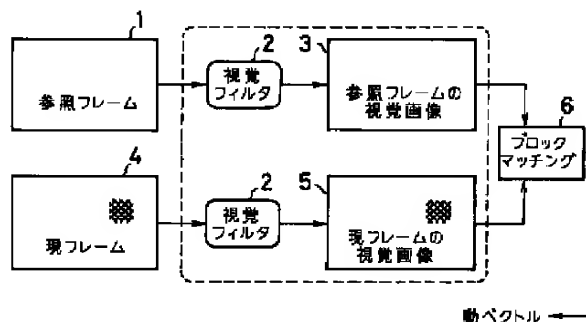 1
参照フレーム
2
視覚
フィルタ
3
参照フレームの
視覚画像
6
ブロック
マッチング
4
現フレーム
2
視覚
フィルタ
5
現フレームの
視覚画像
動ベクトル